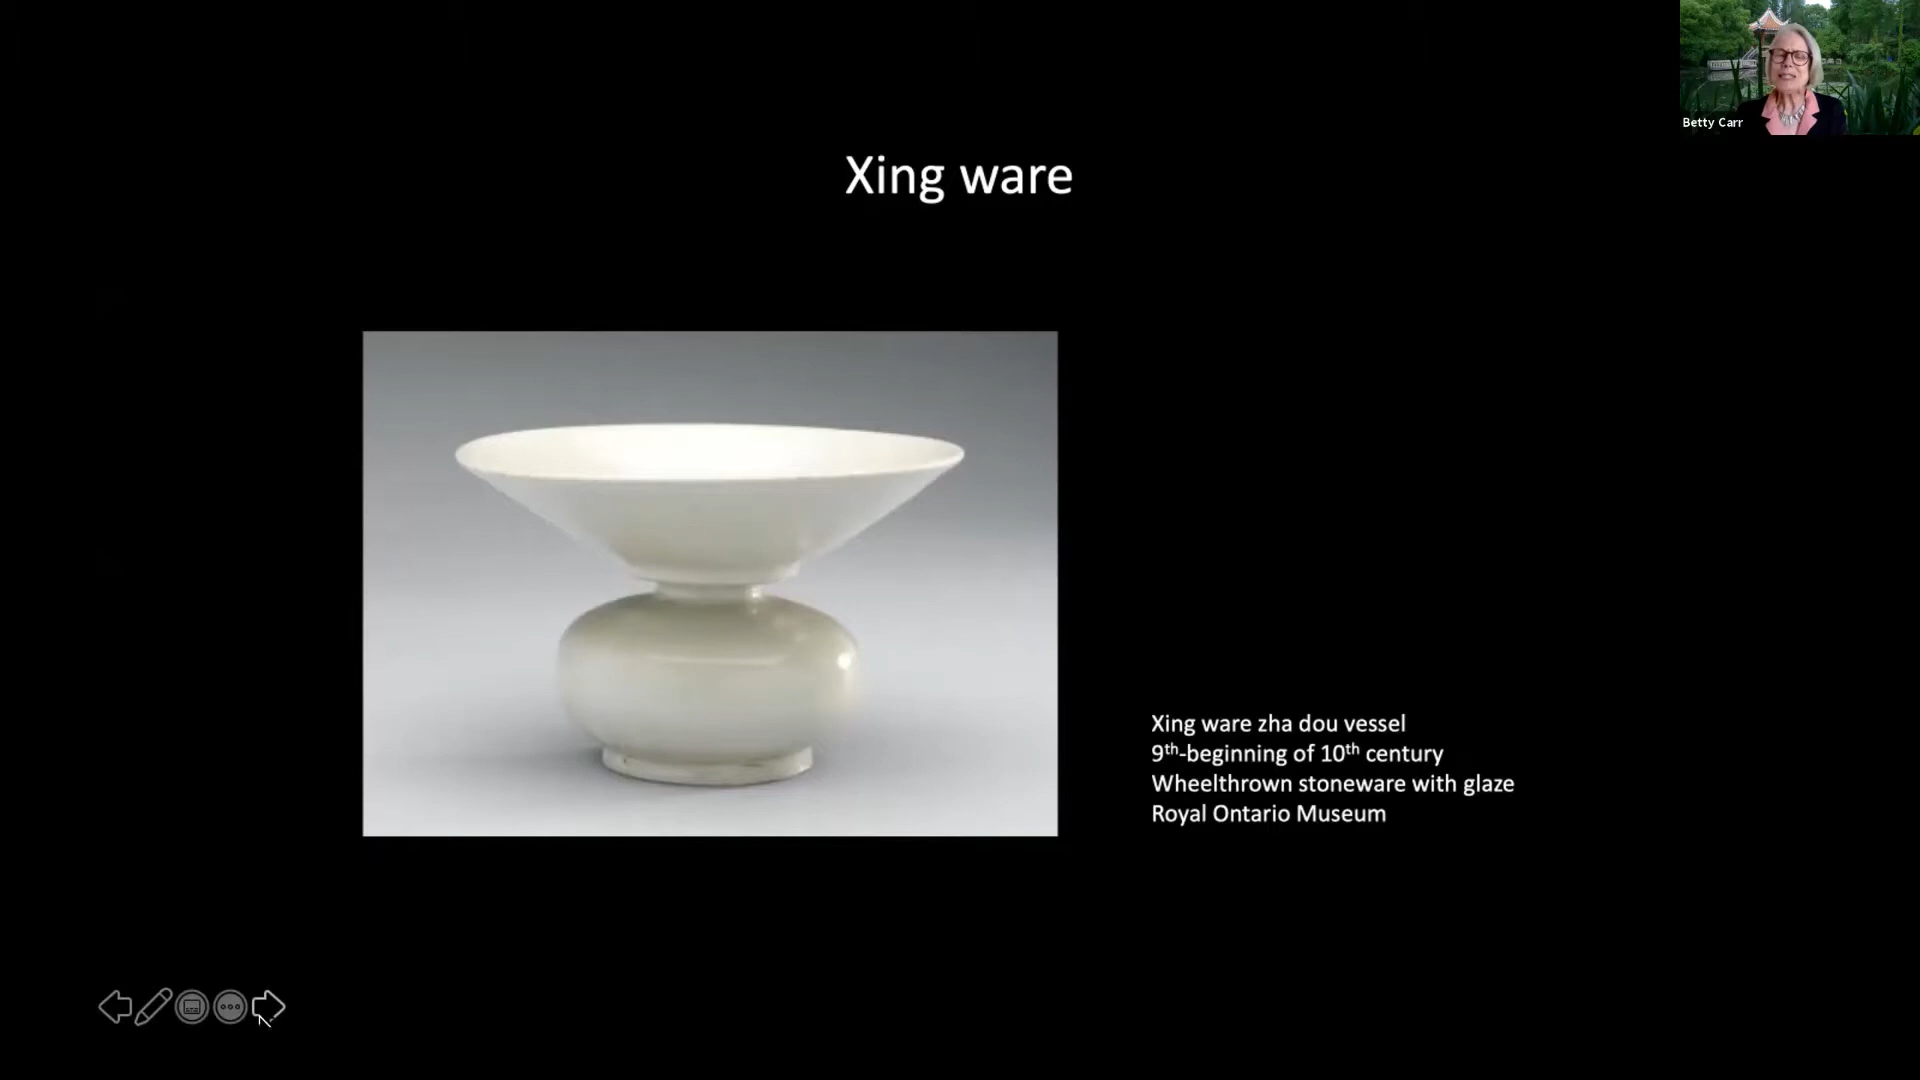 Betty Carr
Xing ware
Xing ware zha dou vessel
9th-beginning of 10th century
Wheelthrown stoneware with glaze
Royal Ontario Museum